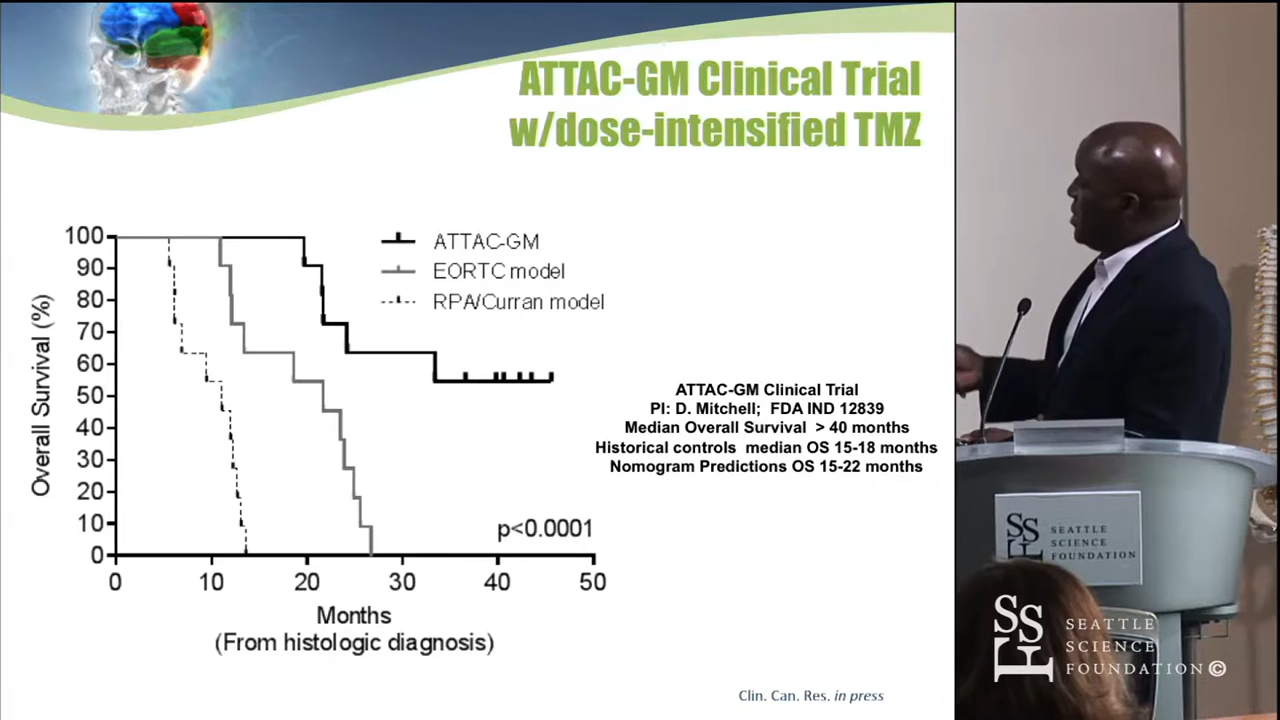 ATTAC-GM Clinical Trial
w/dose-intensified TMZ
100
90
80
70
60
50
40
30
20
10
0
Overall Survival (%)
ATTAC-GM
EORTC model
RPA/Curran model
p<0.0001
0 10 20 30 40 50
Months
(From histologic diagnosis)
ATTAC-GM Clinical Trial
PI: D. Mitchell; FDA IND 12839
Median Overall Survival > 40 months
Historical controls median OS 15-18 months
Nomogram Predictions OS 15-22 months
Clin. Can. Res. in press
SSF
SEATTLE
SCIENCE
FOUNDATION
SSF
SEATTLE
SCIENCE
FOUNDATION©